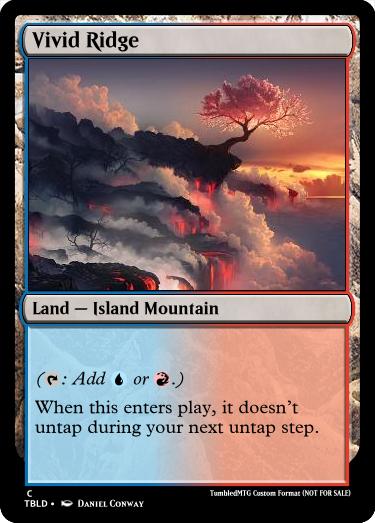 Vivid Ridge
Land — Island Mountain
(: Add or .)
When this enters play, it doesn't
untap during your next untap step.
C
TBLD • Daniel Conway
TumbledMTG Custom Format (NOT FOR SALE)